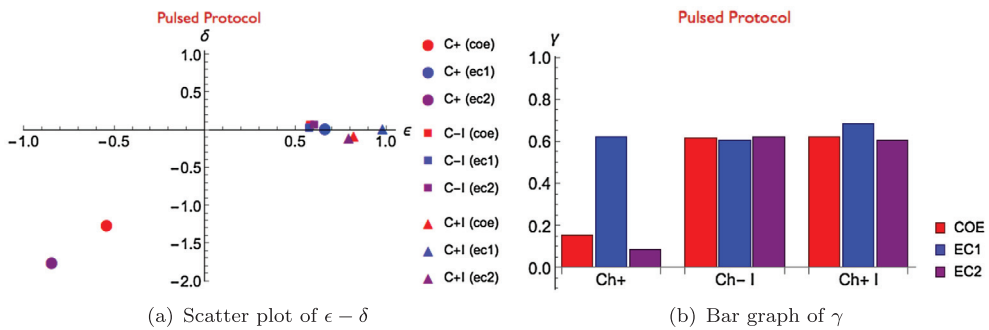 Pulsed Protocol
δ
1.0
0.5
0.0
-1.0
-0.5
0.5
1.0
ϵ
-0.5
-1.0
-1.5
-2.0
C+ (coe)
C+ (ec1)
C+ (ec2)
C-I (coe)
C-I (ec1)
C-I (ec2)
C+I (coe)
C+I (ec1)
C+I (ec2)
(a) Scatter plot of ϵ − δ
Pulsed Protocol
γ
1.0
0.8
0.6
0.4
0.2
0.0
Ch+
Ch- I
Ch+ I
COE
EC1
EC2
(b) Bar graph of γ